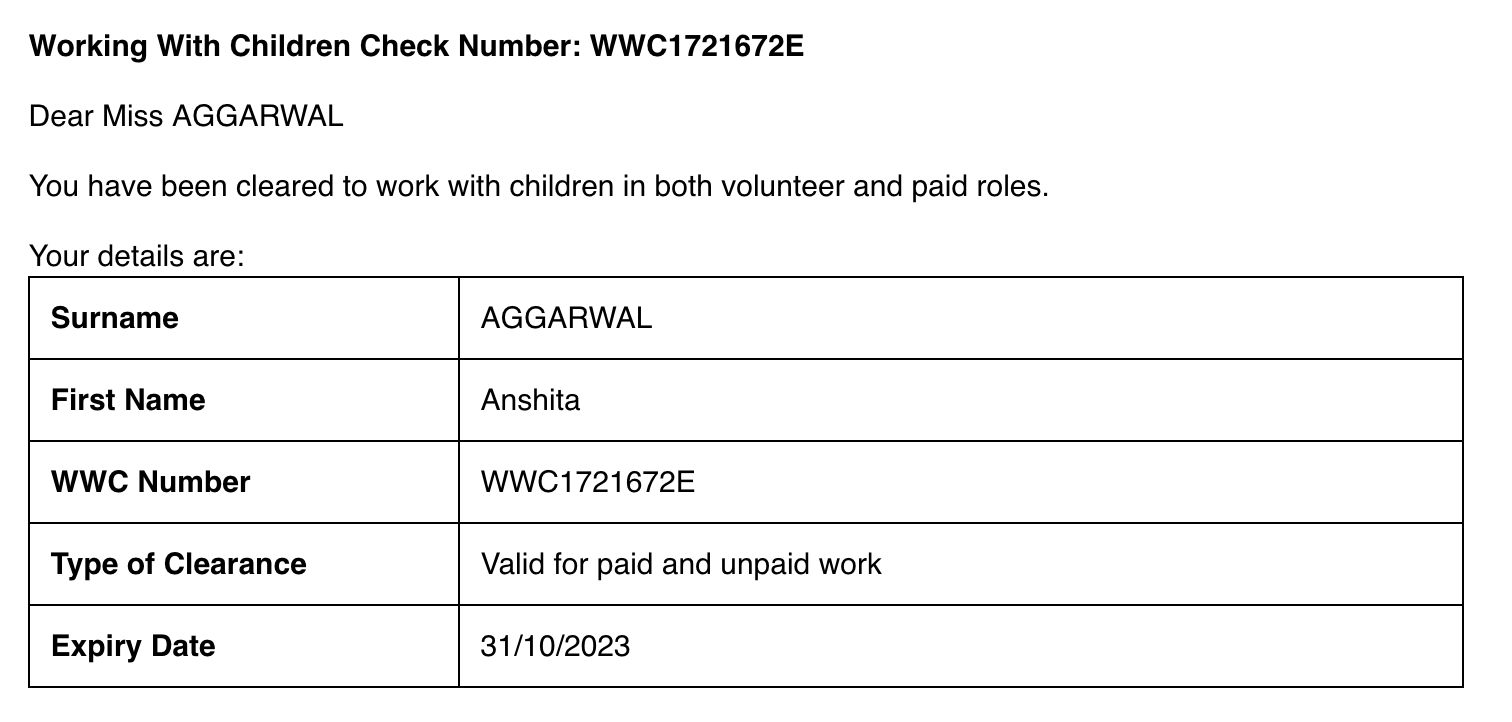 Working With Children Check Number: WWC1721672E
Dear Miss AGGARWAL
You have been cleared to work with children in both volunteer and paid roles.
Your details are:
Surname AGGARWAL
First Name Anshita
WWC Number WWC1721672E
Type of Clearance Valid for paid and unpaid work
Expiry Date 31/10/2023